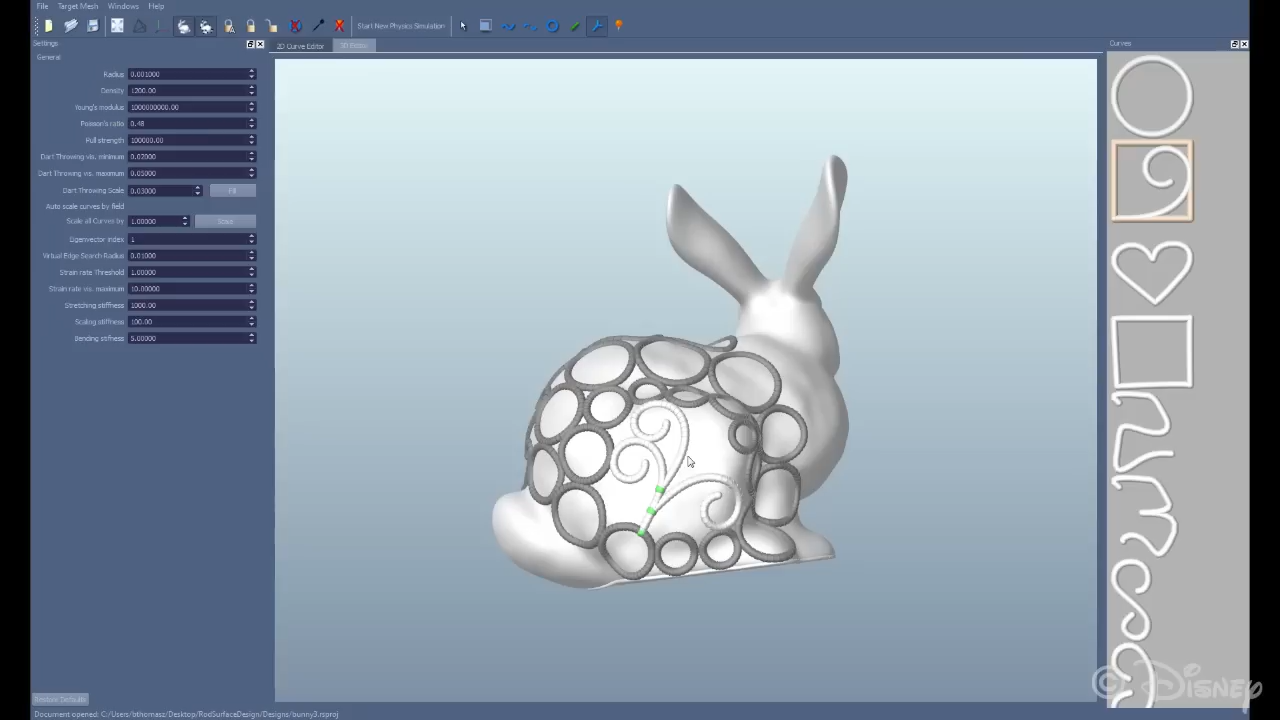 File Target Mesh Windows Help
Start New Physics Simulation
Settings
2D Curve Editor
Curves
General
Radius 0.001000
Density 1200.00
Young's modulus 1000000000.00
Poisson's ratio 0.48
Pull strength 100000.00
Dart Throwing vis. minimum 0.02000
Dart Throwing vis. maximum 0.05000
Dart Throwing Scale 0.03000 Fill
Auto scale curves by field
Scale all Curves by 1.00000 Scale
Eigenvector index 1
Virtual Edge Search Radius 0.01000
Strain rate Threshold 1.00000
Strain rate vis. maximum 10.00000
Stretching stiffness 1000.00
Scaling stiffness 100.00
Bending stiffness 5.00000
Restore Defaults
© Disney
Document opened: C:/Users/bthomasz/Desktop/RodSurfaceDesign/Designs/bunny3.rsproj